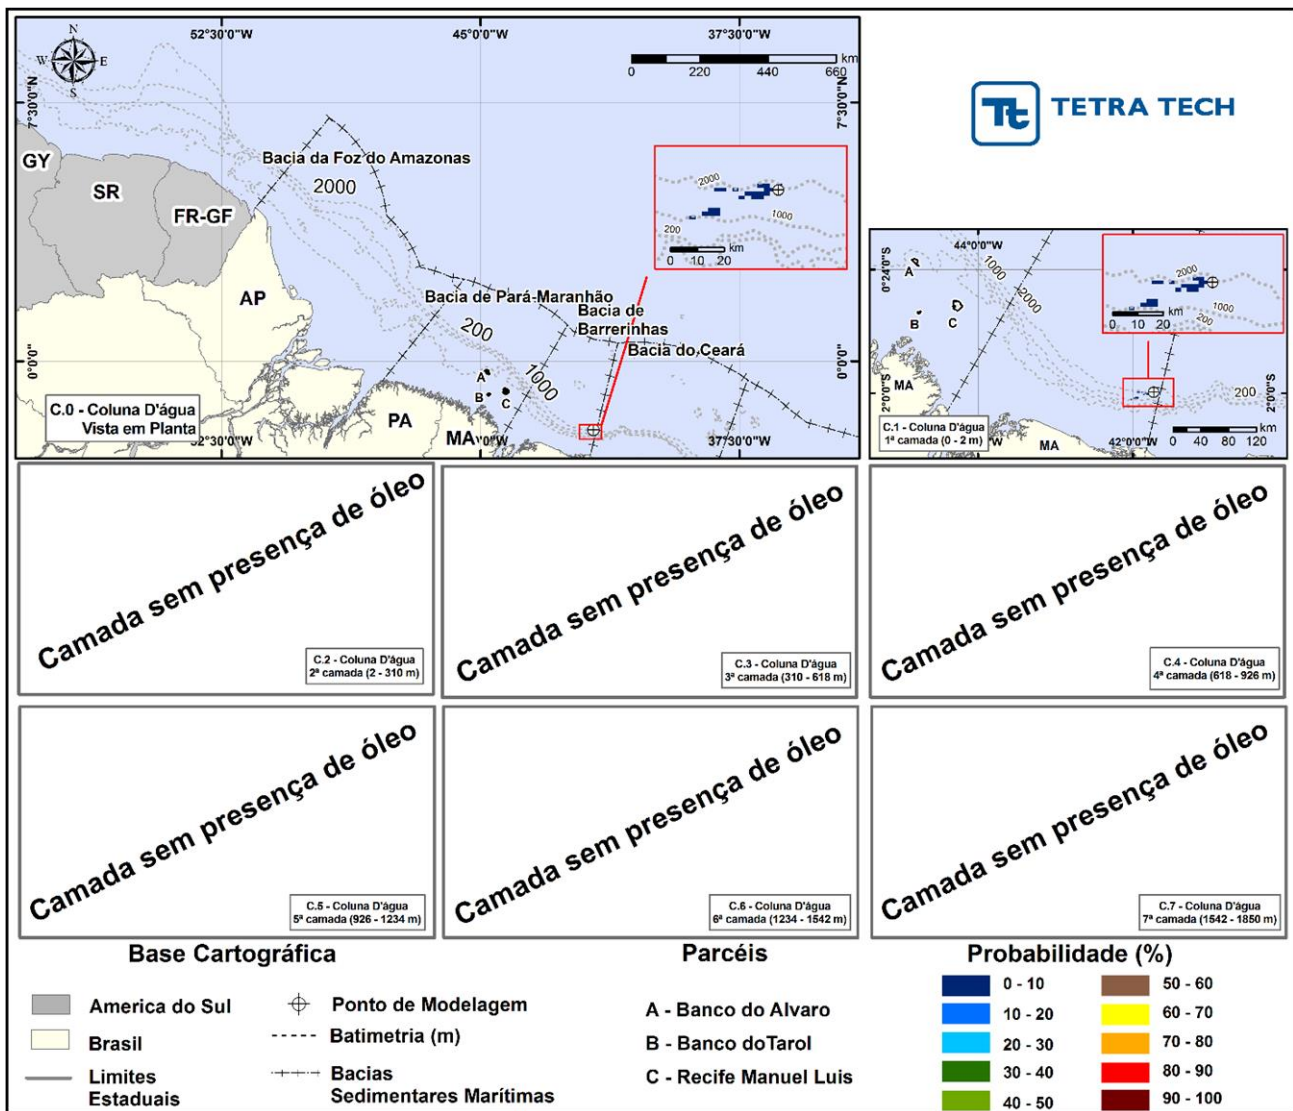 52°30'0"W
45°0'0"W
37°30'0"W
N
W
E
S
km
0
220
440
660
7°30'0"N
7°30'0"N
TETRA TECH
GY
SR
FR-GF
Bacia da Foz do Amazonas
2000
2000
1000
200
km
0 10 20
AP
Bacia de Pará-Maranhão
Bacia de
Barrerinhas
Bacia do Ceará
200
1000
0°0'0"
0°0'0"
A
B
C
C.0 - Coluna D'água
Vista em Planta
PA
MA
52°30'0"W
°0'0"W
37°30'0"W
44°0'0"W
0°24'0"S
A
B
C
1000
2000
2000
1000
200
km
0 10 20
MA
2°0'0"S
2°0'0"S
200
C.1 - Coluna D'água
1ª camada (0 - 2 m)
"W
MA
42°0'0"W
km
0 40 80 120
Camada sem presença de óleo
C.2 - Coluna D'água
2ª camada (2 - 310 m)
Camada sem presença de óleo
C.3 - Coluna D'água
3ª camada (310 - 618 m)
Camada sem presença de óleo
C.4 - Coluna D'água
4ª camada (618 - 926 m)
Camada sem presença de óleo
C.5 - Coluna D'água
5ª camada (926 - 1234 m)
Camada sem presença de óleo
C.6 - Coluna D'água
6ª camada (1234 - 1542 m)
Camada sem presença de óleo
C.7 - Coluna D'água
7ª camada (1542 - 1850 m)
Base Cartográfica
America do Sul
Brasil
Limites
Estaduais
Ponto de Modelagem
Batimetria (m)
Bacias
Sedimentares Marítimas
Parcéis
A - Banco do Alvaro
B - Banco doTarol
C - Recife Manuel Luis
Probabilidade (%)
0 - 10
10 - 20
20 - 30
30 - 40
40 - 50
50 - 60
60 - 70
70 - 80
80 - 90
90 - 100